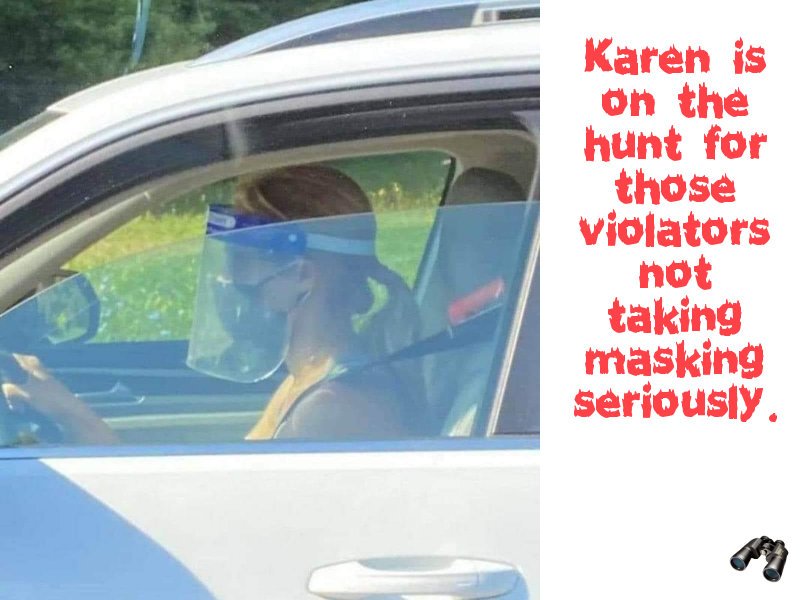 Karen is
on the
hunt for
those
violators
not
taking
masking
seriously.